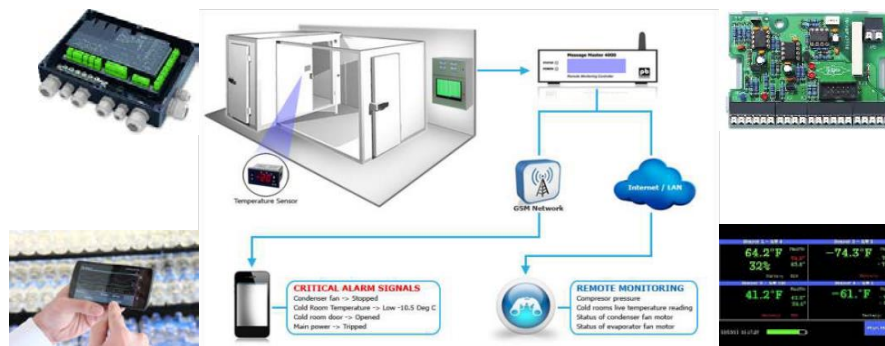 Message Master 4000
Remote Monitoring Controller
Temperature Sensor
GSM Network
Internet / LAN
CRITICAL ALARM SIGNALS
Condenser fan -> Stopped
Cold Room Temperature -> Low -10.5 Deg C
Cold room door -> Opened
Main power -> Tripped
REMOTE MONITORING
Compresor pressure
Cold rooms live temperature reading
Status of condenser fan motor
Status of evaporator fan motor
64.2°F
-74.3°F
32%
41.2°F
-61.°F